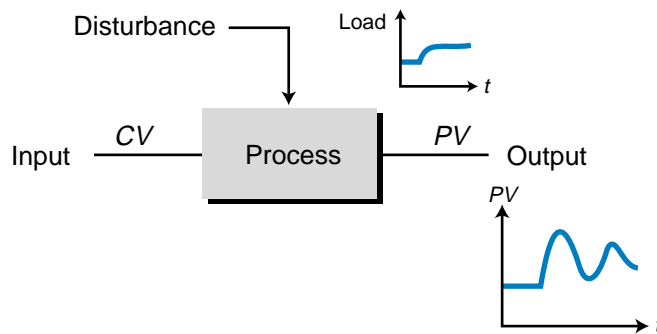 Disturbance
Load
t
Input
CV
Process
PV
Output
PV
t